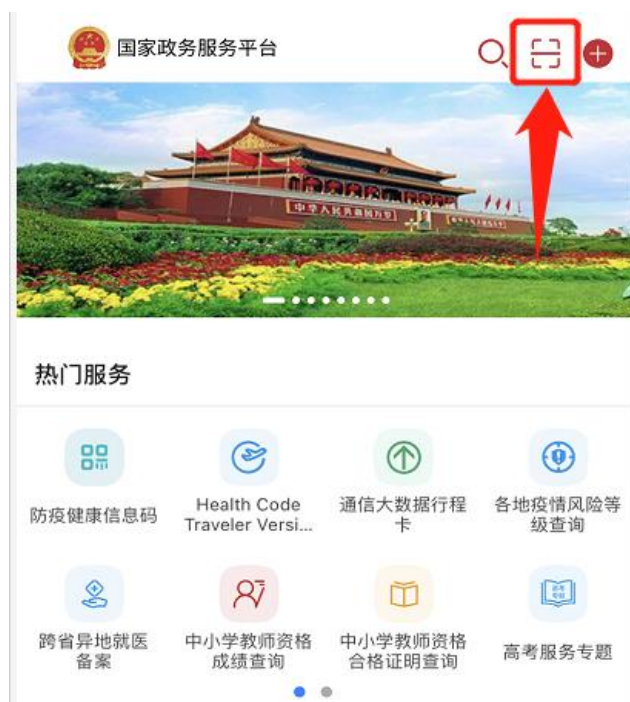 国家政务服务平台
中华人民共和国万岁
热门服务
防疫健康信息码
Health Code
Traveler Versi...
通信大数据行程
卡
各地疫情风险等
级查询
跨省异地就医
备案
中小学教师资格
成绩查询
中小学教师资格
合格证明查询
高考服务专题